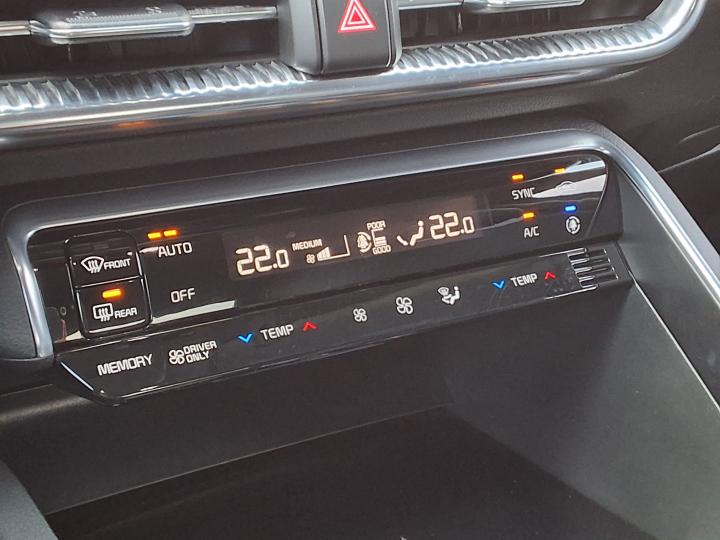 FRONT
REAR
AUTO
OFF
22.0
MEDIUM
POOR
GOOD
22.0
SYNC
A/C
MEMORY
DRIVER
ONLY
TEMP
TEMP